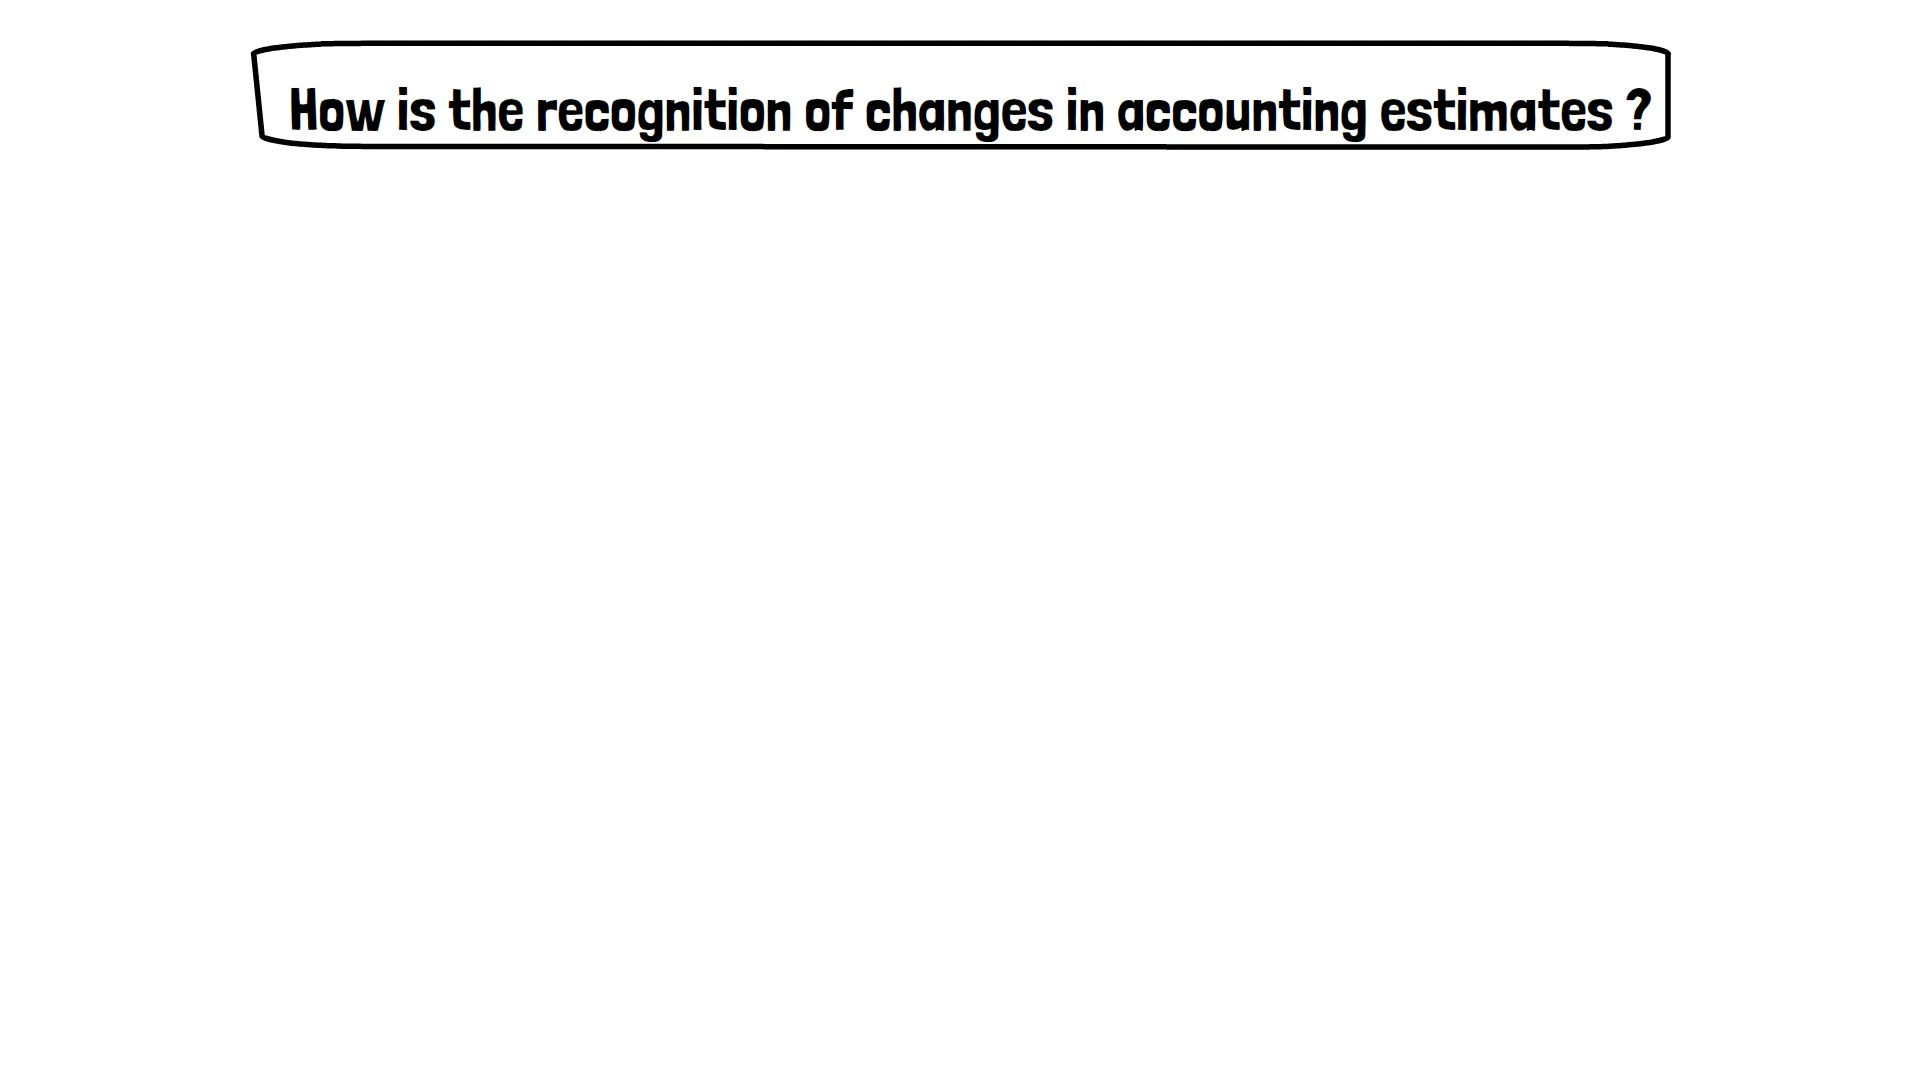 How is the recognition of changes in accounting estimates ?